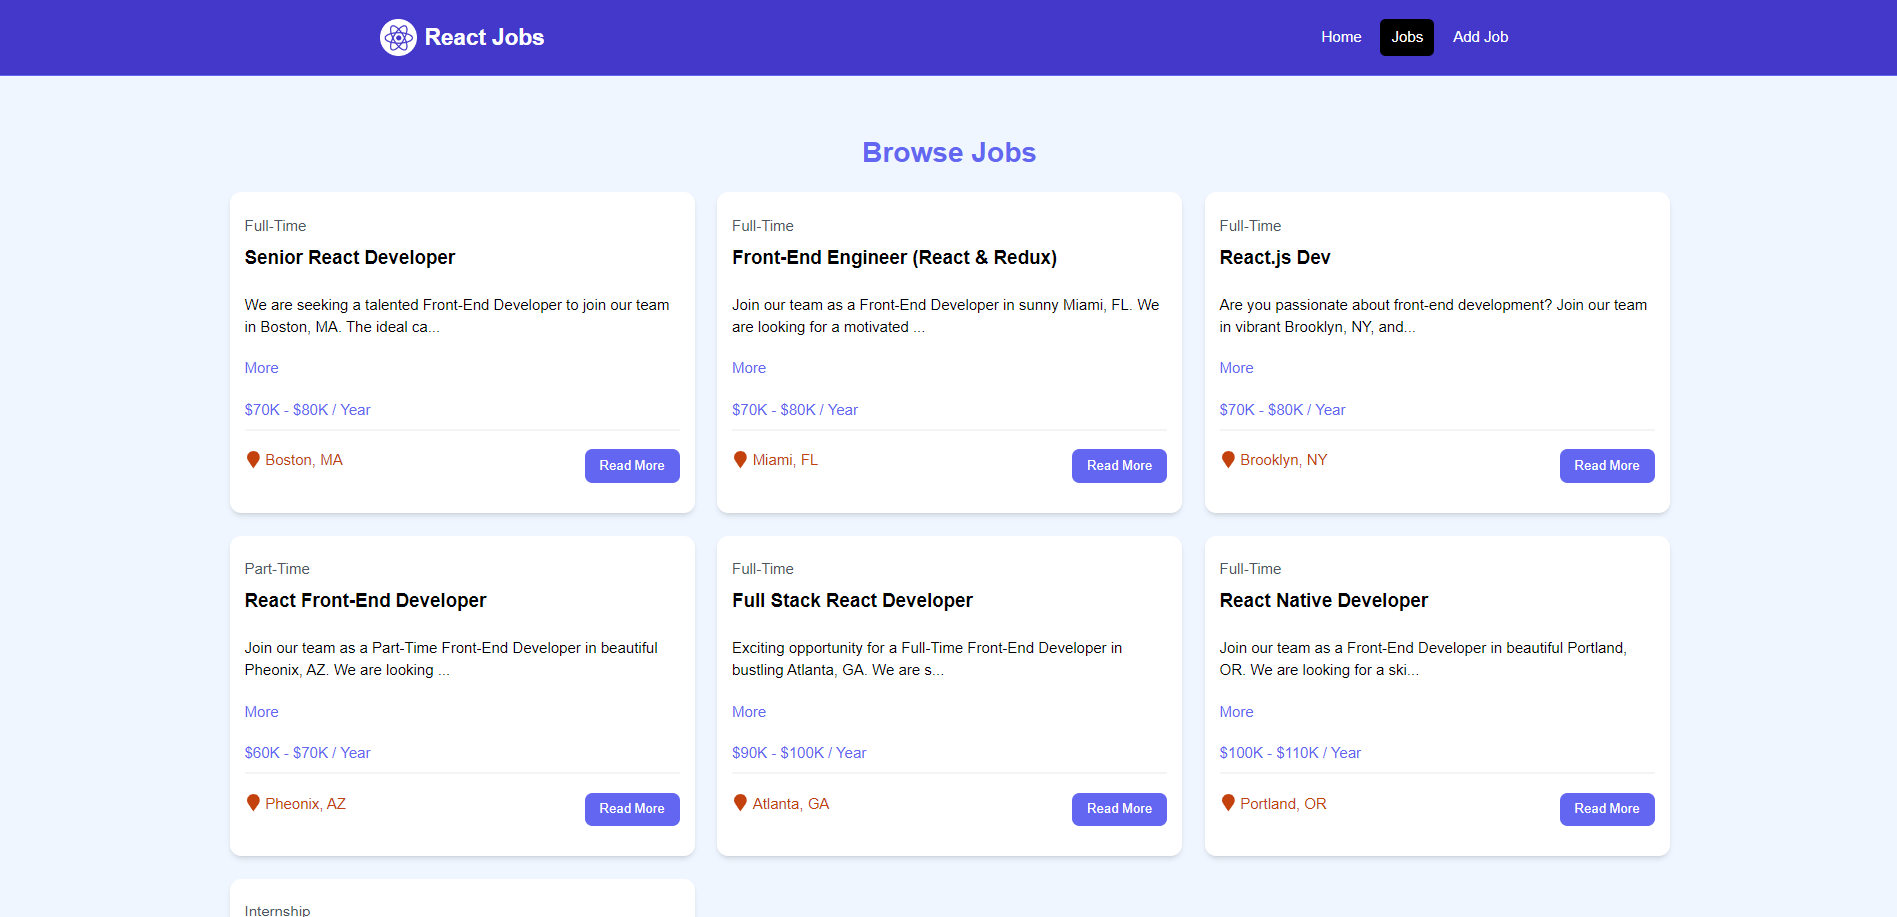 React Jobs
Home
Jobs
Add Job
Browse Jobs
Full-Time
Senior React Developer
We are seeking a talented Front-End Developer to join our team
in Boston, MA. The ideal ca...
More
$70K - $80K / Year
Boston, MA
Read More
Full-Time
Front-End Engineer (React & Redux)
Join our team as a Front-End Developer in sunny Miami, FL. We
are looking for a motivated ...
More
$70K - $80K / Year
Miami, FL
Read More
Full-Time
React.js Dev
Are you passionate about front-end development? Join our team
in vibrant Brooklyn, NY, and...
More
$70K - $80K / Year
Brooklyn, NY
Read More
Part-Time
React Front-End Developer
Join our team as a Part-Time Front-End Developer in beautiful
Pheonix, AZ. We are looking ...
More
$60K - $70K / Year
Pheonix, AZ
Read More
Full-Time
Full Stack React Developer
Exciting opportunity for a Full-Time Front-End Developer in
bustling Atlanta, GA. We are s...
More
$90K - $100K / Year
Atlanta, GA
Read More
Full-Time
React Native Developer
Join our team as a Front-End Developer in beautiful Portland,
OR. We are looking for a ski...
More
$100K - $110K / Year
Portland, OR
Read More
Internship